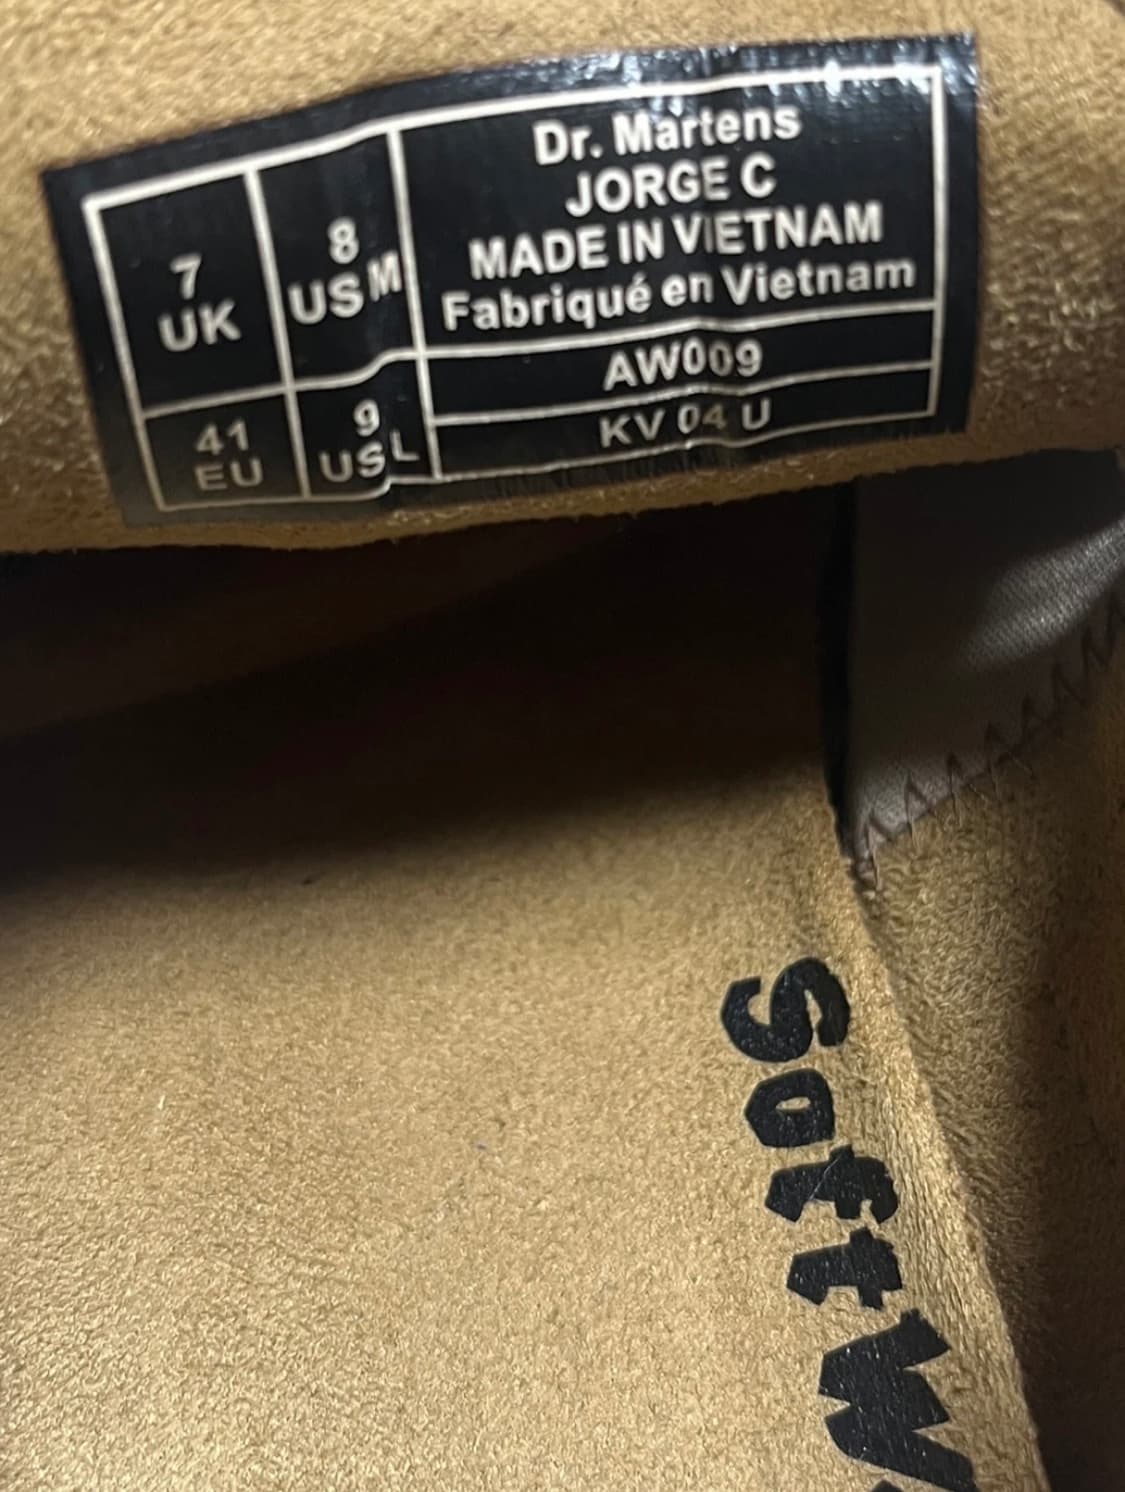 7
UK
8
US M
41
EU
9
US L
Dr. Martens
JORGE C
MADE IN VIETNAM
Fabriqué en Vietnam
AW009
KV 04 U
SoftW